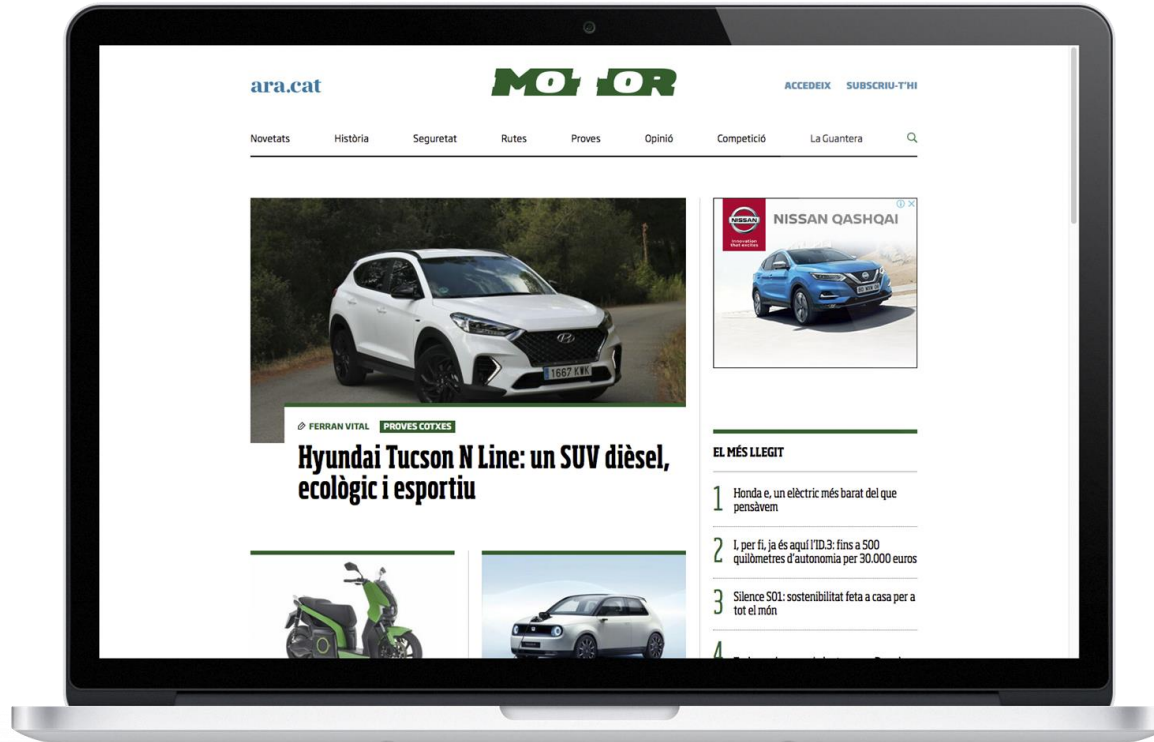 ara.cat
MOTOR
ACCEDEIX SUBSCRIU-T'HI
Novetats Història Seguretat Rutes Proves Opinió Competició La Guantera
NISSAN
Innovation
that excites
NISSAN QASHQAI
1667 KWK
FERRAN VITAL PROVES COTXES
Hyundai Tucson N Line: un SUV dièsel,
ecològic i esportiu
EL MÉS LLEGIT
1 Honda e, un elèctric més barat del que
pensàvem
2 I, per fi, ja és aquí l'ID.3: fins a 500
quilòmetres d'autonomia per 30.000 euros
3 Silence S01: sostenibilitat feta a casa per a
tot el món
4